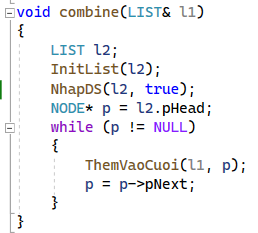 void combine(LIST& l1)
{
    LIST l2;
    InitList(l2);
    NhapDS(l2, true);
    NODE* p = l2.pHead;
    while (p != NULL)
    {
        ThemVaoCuoi(l1, p);
        p = p->pNext;
    }
}